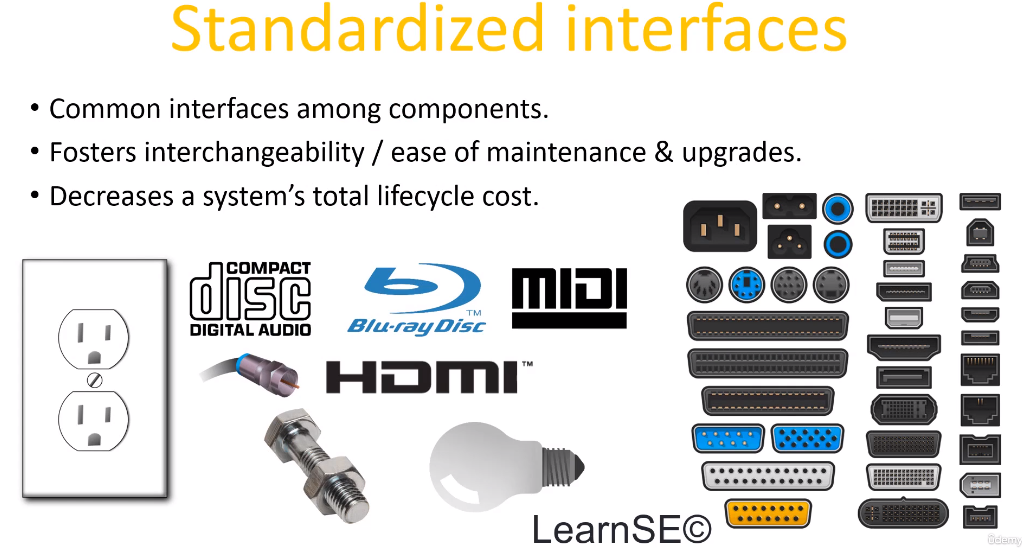 Standardized interfaces
• Common interfaces among components.
• Fosters interchangeability / ease of maintenance & upgrades.
• Decreases a system’s total lifecycle cost.
COMPACT
disc
DIGITAL AUDIO
Blu-ray Disc™
MIDI
HDMI™
LearnSE©
ûdemy